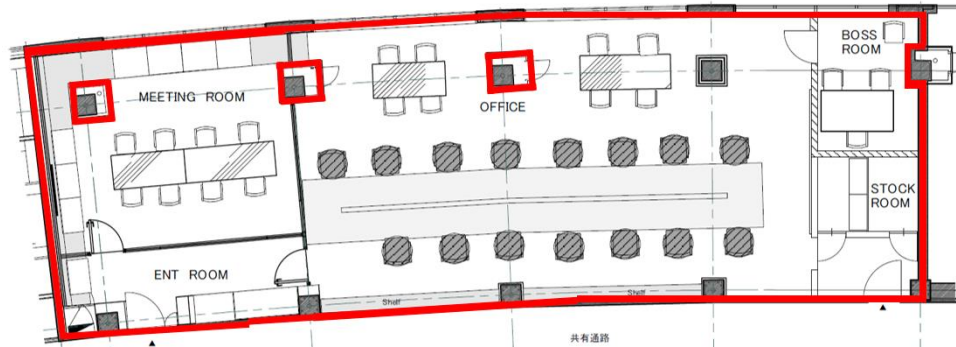 BOSS
ROOM
MEETING ROOM
OFFICE
STOCK
ROOM
ENT ROOM
Shelf
Shelf
共有通路